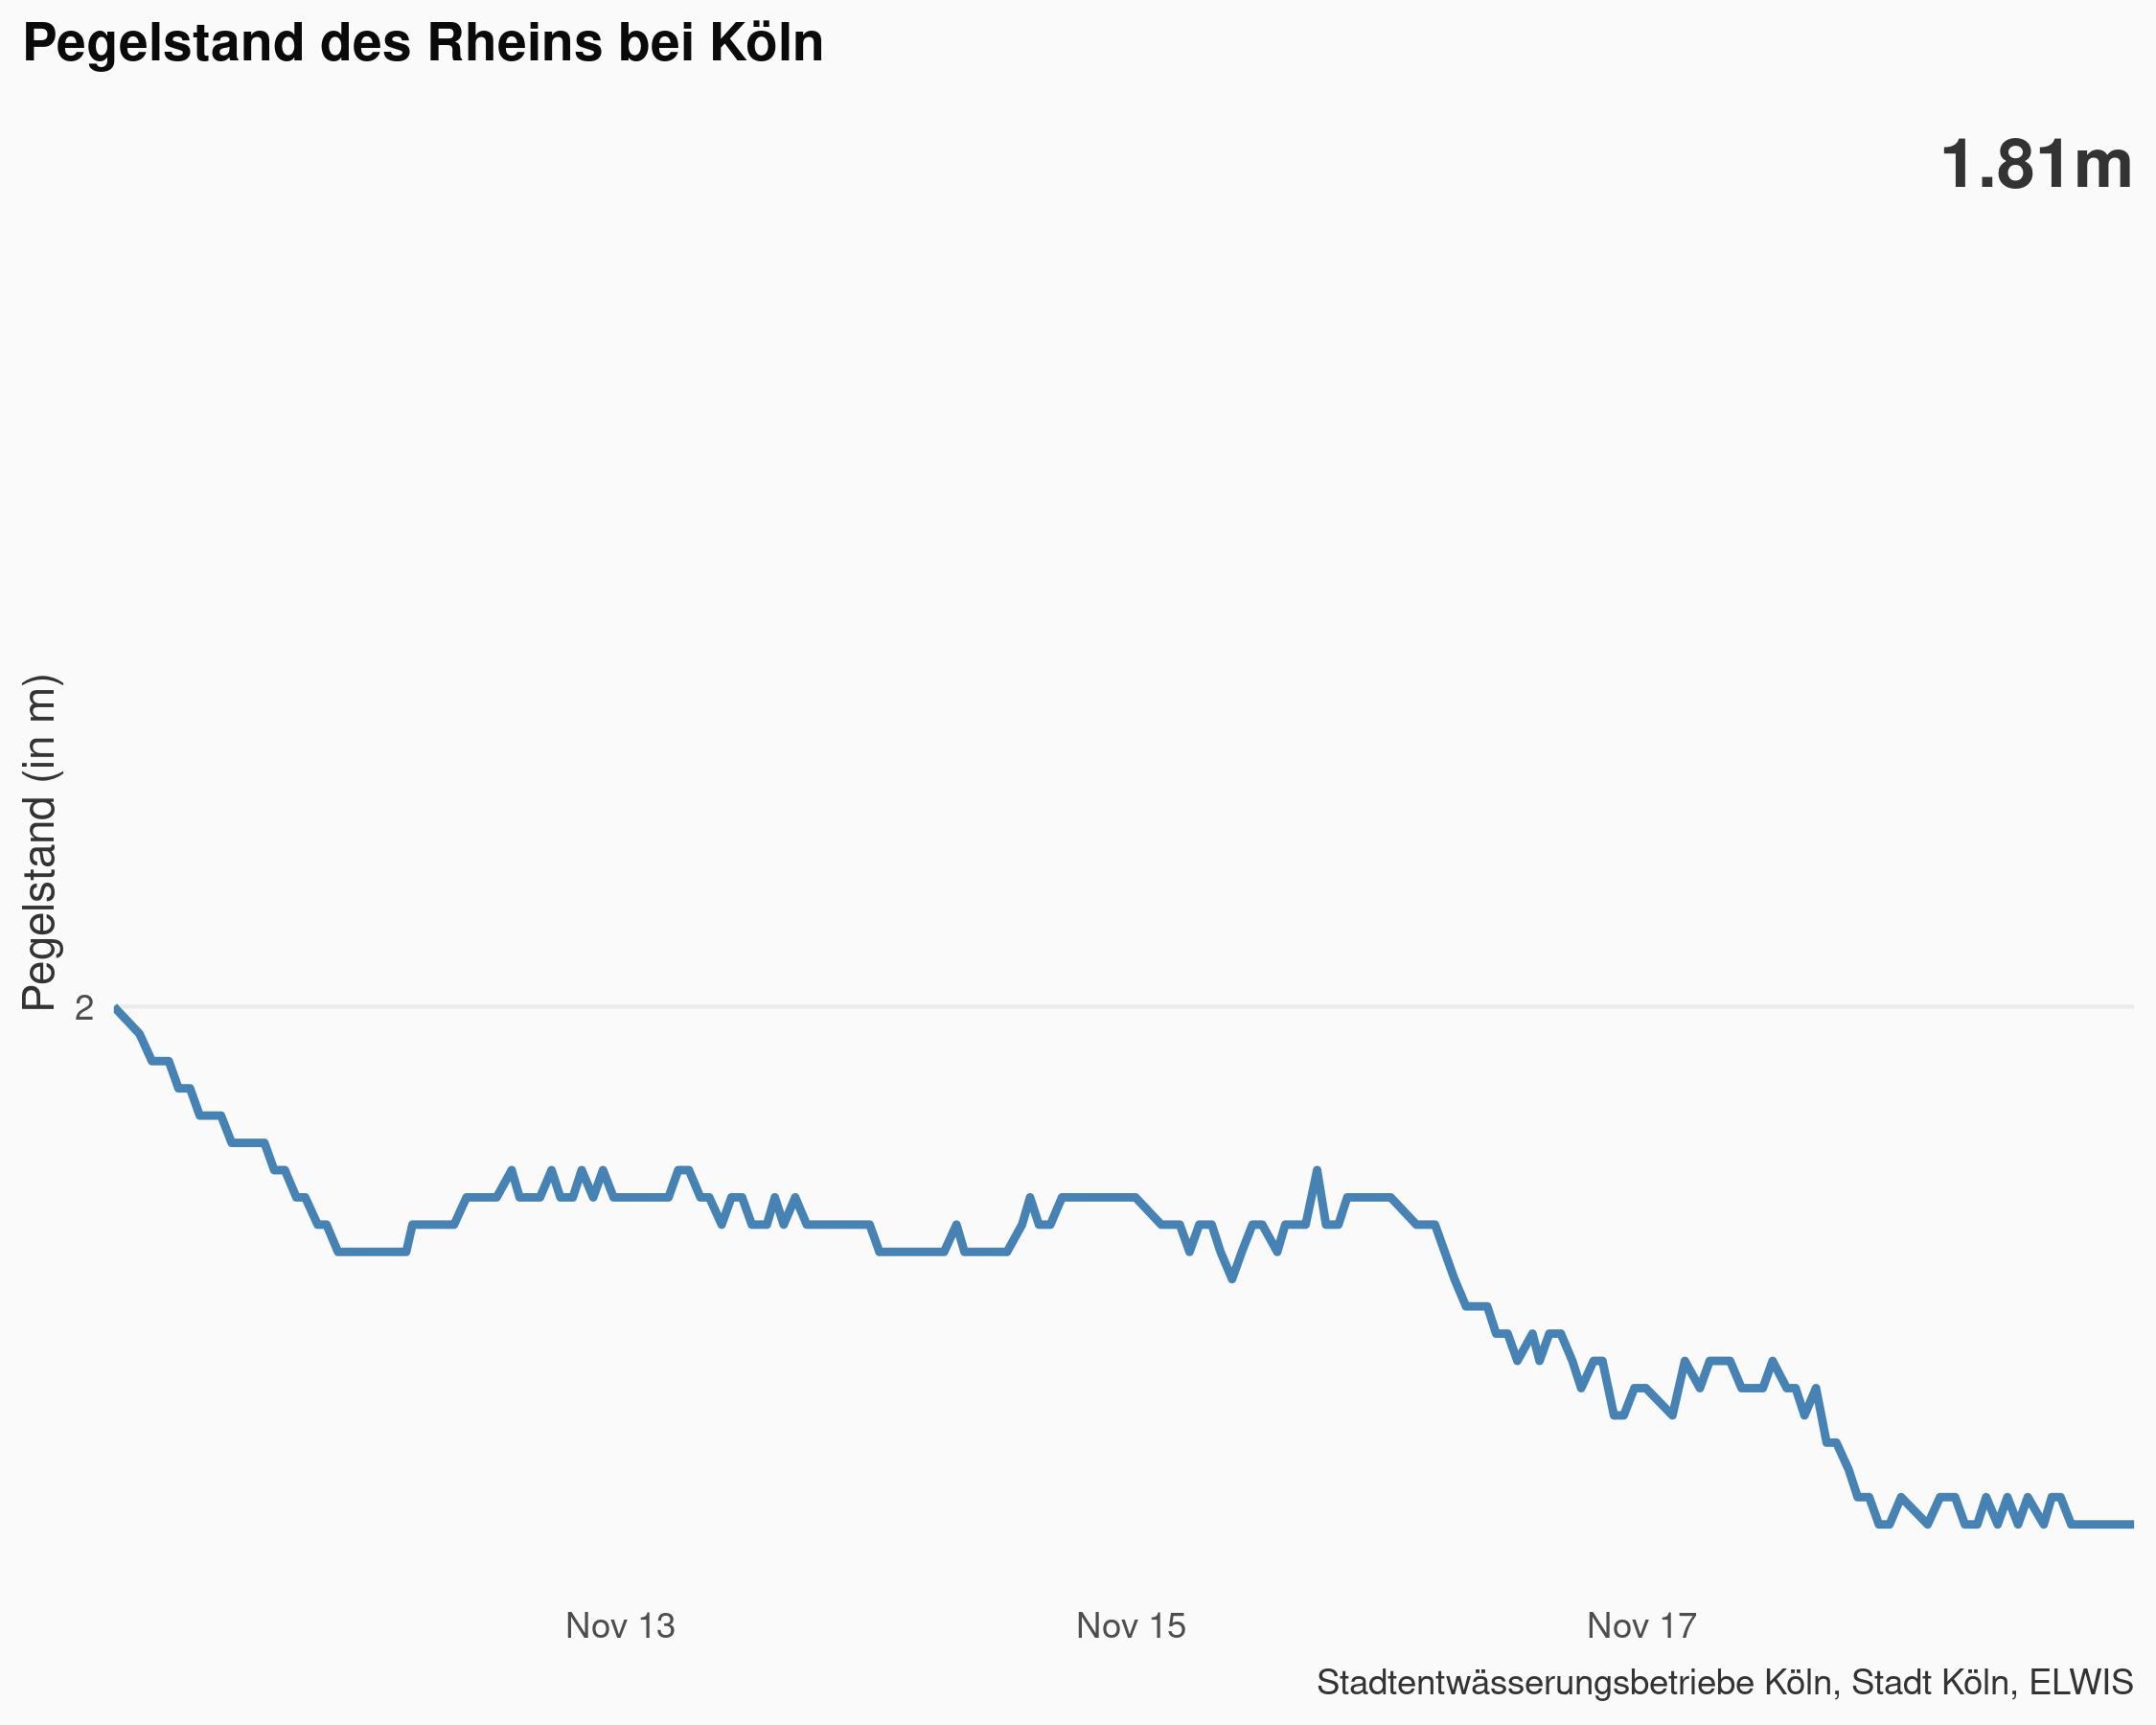 Pegelstand des Rheins bei Köln
1.81m
Pegelstand (in m)
2
Nov 13
Nov 15
Nov 17
Stadtentwässerungsbetriebe Köln, Stadt Köln, ELWIS